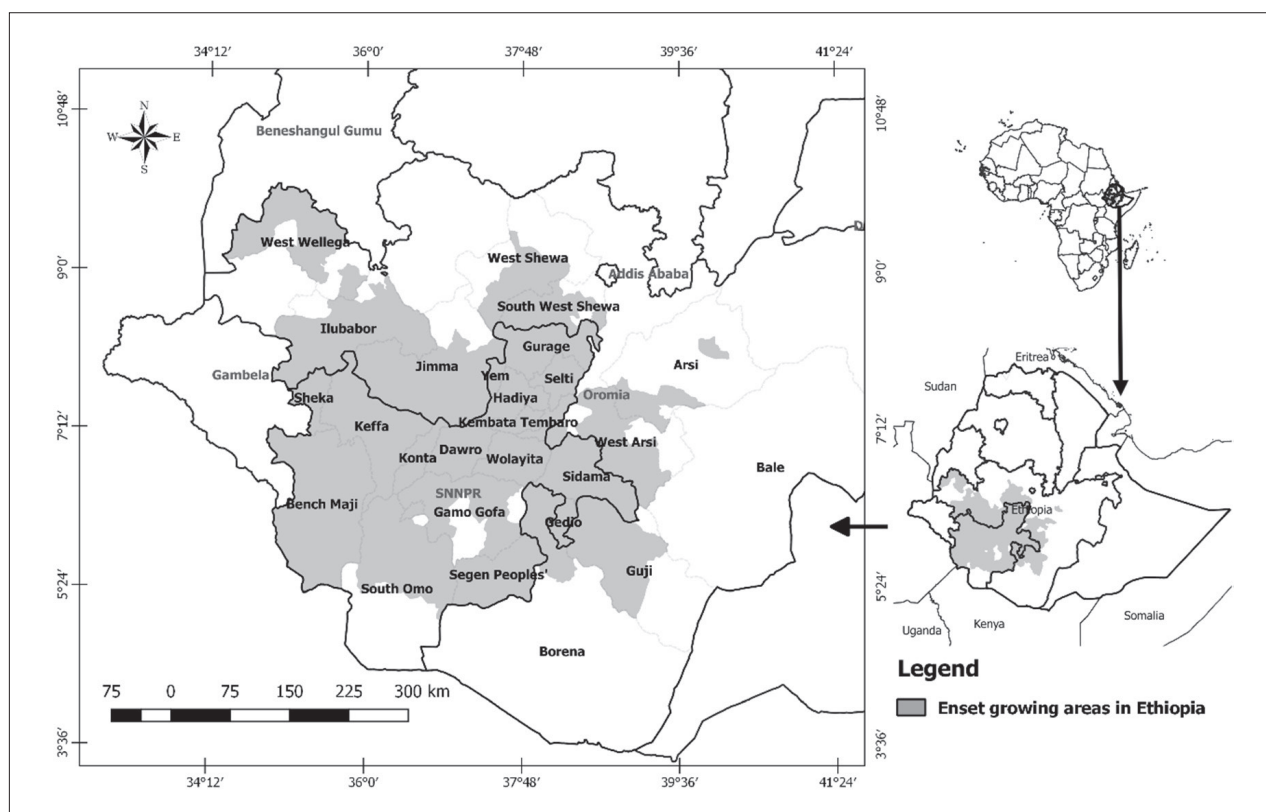 34°12′ 36°0′ 37°48′ 39°36′ 41°24′
10°48′
10°48′
N
W E
S
Beneshangul Gumu
West Wellega
9°0′
9°0′
West Shewa
Addis Ababa
South West Shewa
Ilubabor
Gurage
Arsi
Jimma
Gambela
Yem
Selti
Oromia
Sheka
Hadiya
7°12′
7°12′
Keffa
Kembata Tembaro
West Arsi
Dawro
Konta
Wolayita
Bale
Sidama
SNNPR
Bench Maji
Gamo Gofa
Gedio
5°24′
5°24′
Guji
Segen Peoples'
South Omo
Borena
75 0 75 150 225 300 km
3°36′
3°36′
34°12′ 36°0′ 37°48′ 39°36′ 41°24′
Eritrea
Sudan
Ethiopia
Somalia
Kenya
Uganda
Legend
Enset growing areas in Ethiopia